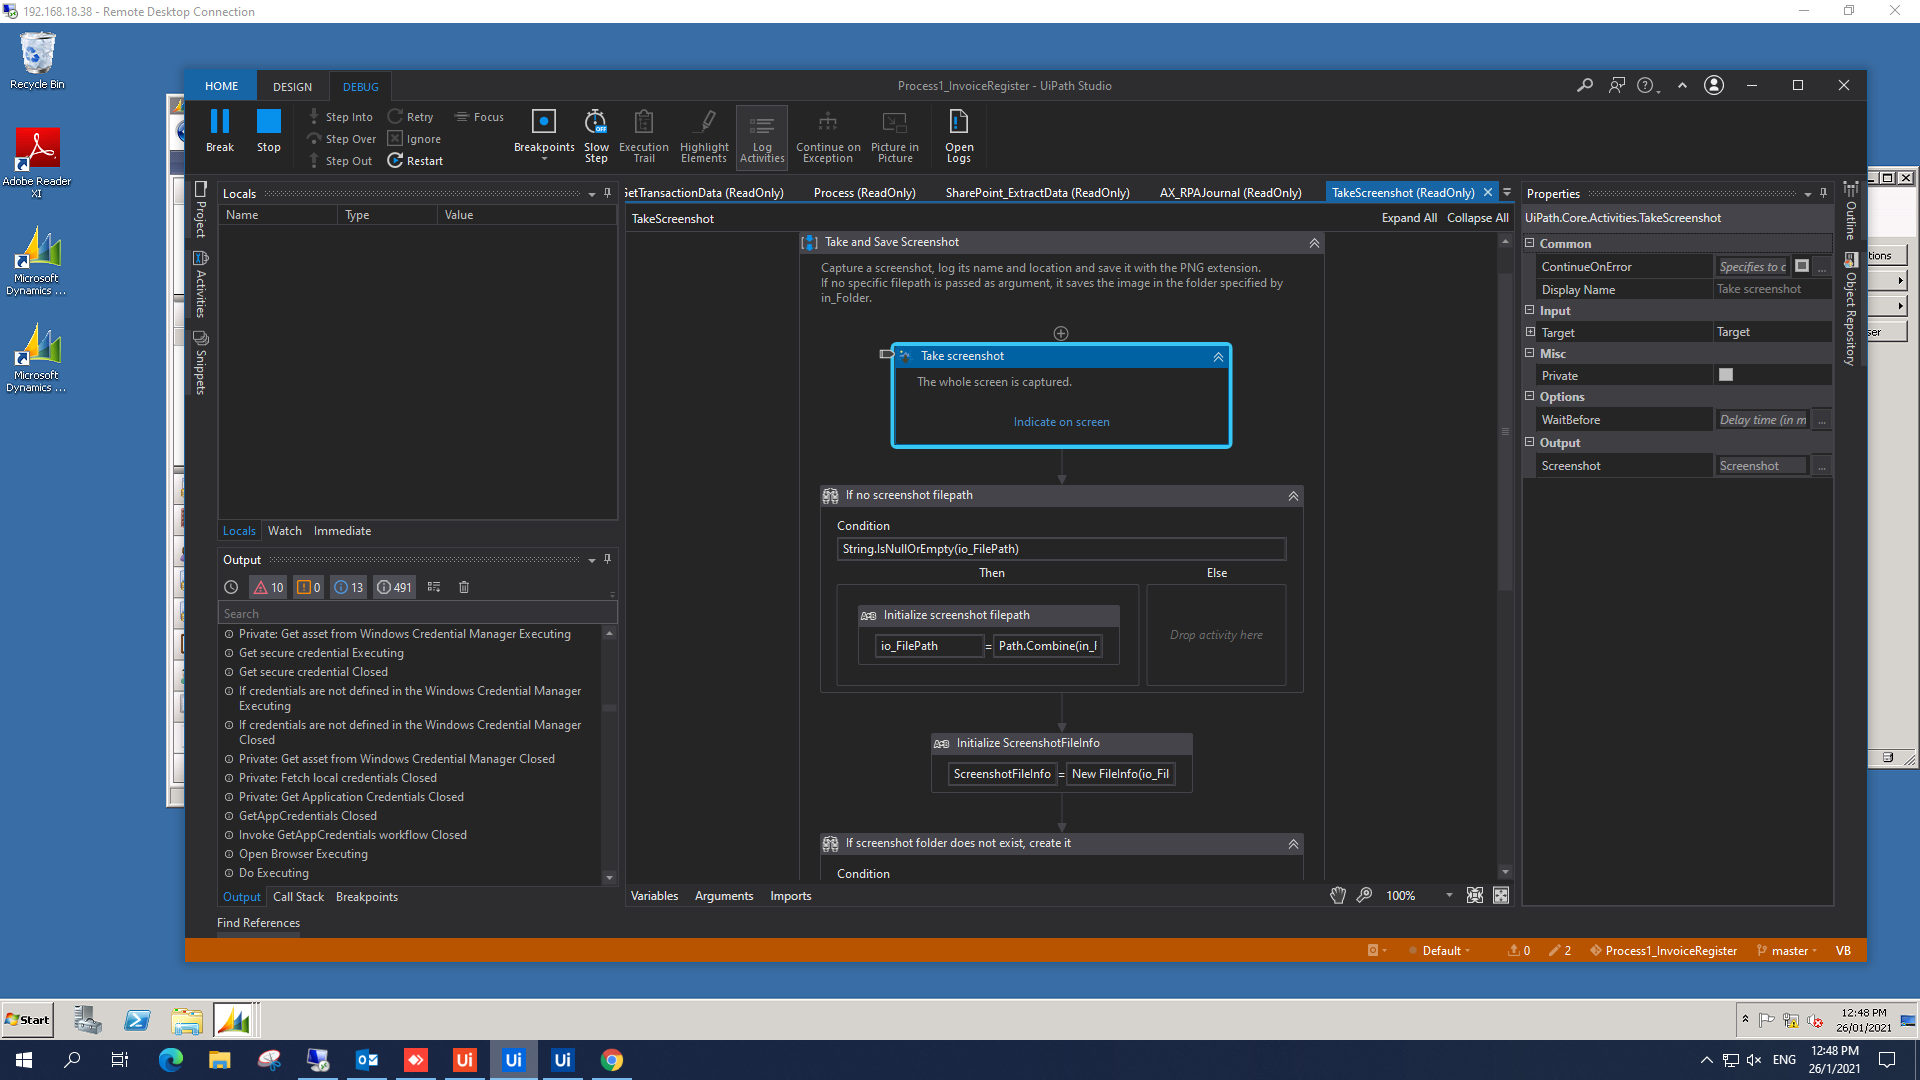 192.168.18.38 - Remote Desktop Connection
Recycle Bin
Adobe Reader
XI
Microsoft
Dynamics ...
Microsoft
Dynamics ...
HOME
DESIGN
DEBUG
Process1_InvoiceRegister - UiPath Studio
Break
Stop
Step Into
Step Over
Step Out
Retry
Ignore
Restart
Focus
Breakpoints
Slow
Step
Execution
Trail
Highlight
Elements
Log
Activities
Continue on
Exception
Picture in
Picture
Open
Logs
Project
Activities
Snippets
Locals
Name
Type
Value
Locals
Watch
Immediate
Output
10
0
13
491
Search
Private: Get asset from Windows Credential Manager Executing
Get secure credential Executing
Get secure credential Closed
If credentials are not defined in the Windows Credential Manager
Executing
If credentials are not defined in the Windows Credential Manager
Closed
Private: Get asset from Windows Credential Manager Closed
Private: Fetch local credentials Closed
Private: Get Application Credentials Closed
GetAppCredentials Closed
Invoke GetAppCredentials workflow Closed
Open Browser Executing
Do Executing
Output
Call Stack
Breakpoints
Find References
GetTransactionData (ReadOnly)
Process (ReadOnly)
SharePoint_ExtractData (ReadOnly)
AX_RPAJournal (ReadOnly)
TakeScreenshot (ReadOnly)
TakeScreenshot
Expand All
Collapse All
Take and Save Screenshot
Capture a screenshot, log its name and location and save it with the PNG extension.
If no specific filepath is passed as argument, it saves the image in the folder specified by
in_Folder.
Take screenshot
The whole screen is captured.
Indicate on screen
If no screenshot filepath
Condition
String.IsNullOrEmpty(io_FilePath)
Then
Else
Initialize screenshot filepath
io_FilePath
=
Path.Combine(in_F
Drop activity here
Initialize ScreenshotFileInfo
ScreenshotFileInfo
=
New FileInfo(io_Fil
If screenshot folder does not exist, create it
Condition
Variables
Arguments
Imports
100%
Properties
UiPath.Core.Activities.TakeScreenshot
Common
ContinueOnError
Specifies to c
...
Display Name
Take screenshot
Input
Target
Target
Misc
Private
Options
WaitBefore
Delay time (in m
...
Output
Screenshot
Screenshot
...
Outline
Object Repository
tions
ser
Default
0
2
Process1_InvoiceRegister
master
VB
Start
12:48 PM
26/01/2021
Ui
Ui
Ui
ENG
12:48 PM
26/1/2021